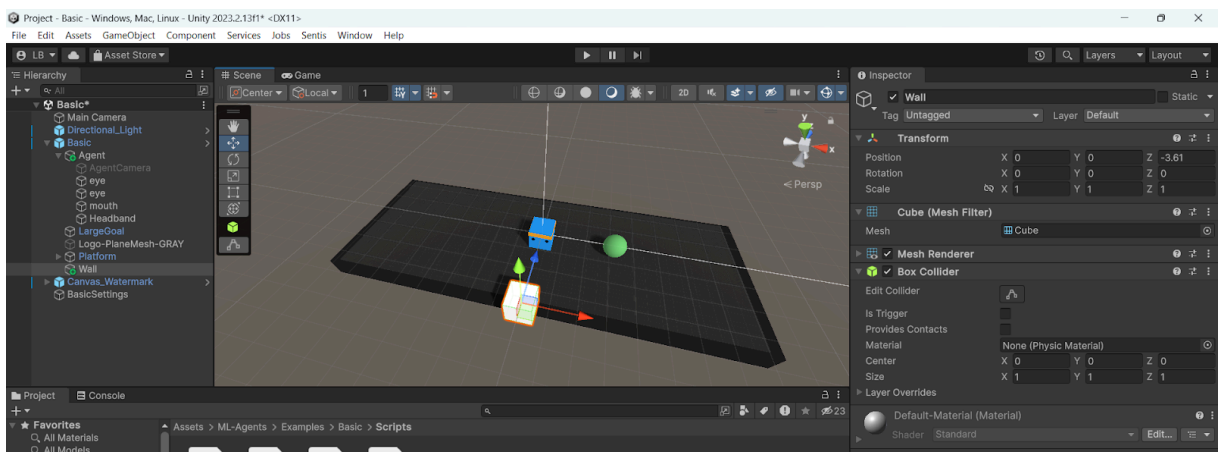 Project - Basic - Windows, Mac, Linux - Unity 2023.2.13f1* <DX11>
File Edit Assets GameObject Component Services Jobs Sentis Window Help
LB Asset Store Layers Layout
Hierarchy
All
Basic*
Main Camera
Directional_Light
Basic
Agent
AgentCamera
eye
eye
mouth
Headband
LargeGoal
Logo-PlaneMesh-GRAY
Platform
Wall
Canvas_Watermark
BasicSettings
Scene Game
Center Local 1 2D
y
x
Persp
Inspector
Wall Static
Tag Untagged Layer Default
Transform
Position X 0 Y 0 Z -3.61
Rotation X 0 Y 0 Z 0
Scale X 1 Y 1 Z 1
Cube (Mesh Filter)
Mesh Cube
Mesh Renderer
Box Collider
Edit Collider
Is Trigger
Provides Contacts
Material None (Physic Material)
Center X 0 Y 0 Z 0
Size X 1 Y 1 Z 1
Layer Overrides
Default-Material (Material)
Shader Standard Edit...
Project Console
23
Favorites
All Materials
All Models
Assets > ML-Agents > Examples > Basic > Scripts